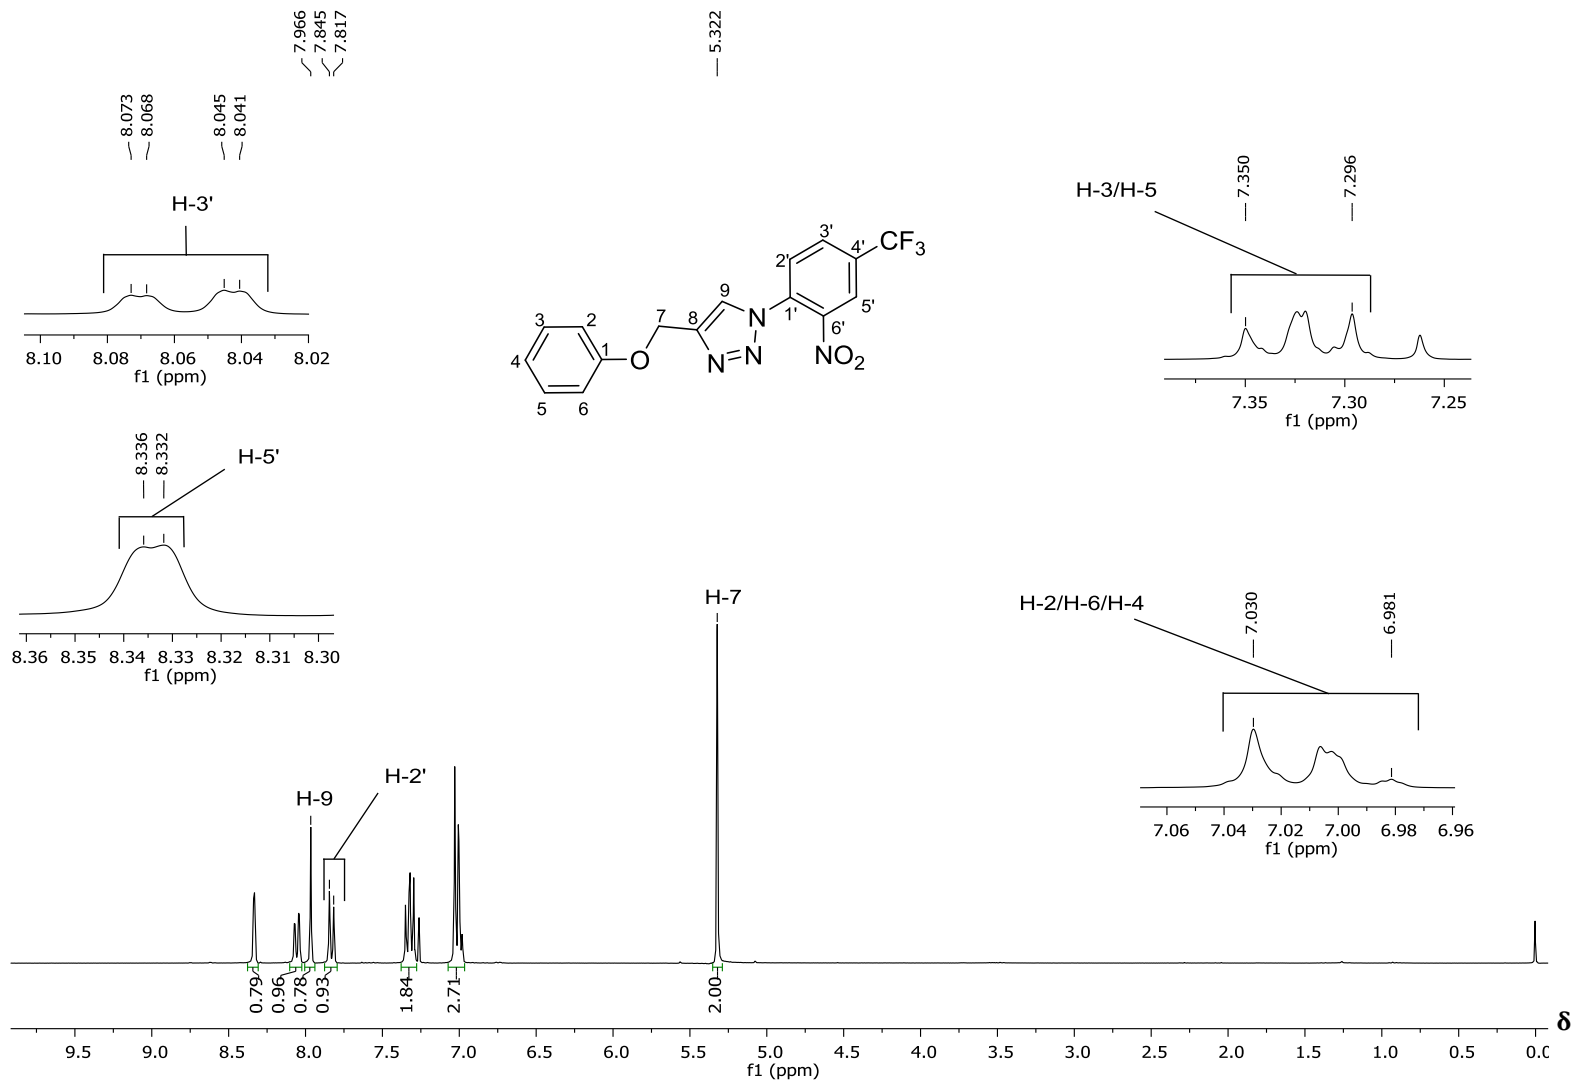 7.966
7.845
7.817
5.322
8.073
8.068
8.045
8.041
H-3'
8.10 8.08 8.06 8.04 8.02
f1 (ppm)
8.336
8.332
H-5'
8.36 8.35 8.34 8.33 8.32 8.31 8.30
f1 (ppm)
3' CF3
4'
2'
9 5'
1'
7 8 N 6'
3 2
N
N NO2
4 1 O
5 6
7.350
7.296
H-3/H-5
7.35 7.30 7.25
f1 (ppm)
H-7
H-2/H-6/H-4
7.030
6.981
7.06 7.04 7.02 7.00 6.98 6.96
f1 (ppm)
H-2'
H-9
0.79
0.96
0.78
0.93
1.84
2.71
2.00
9.5 9.0 8.5 8.0 7.5 7.0 6.5 6.0 5.5 5.0 4.5 4.0 3.5 3.0 2.5 2.0 1.5 1.0 0.5 0.0
f1 (ppm)
δ